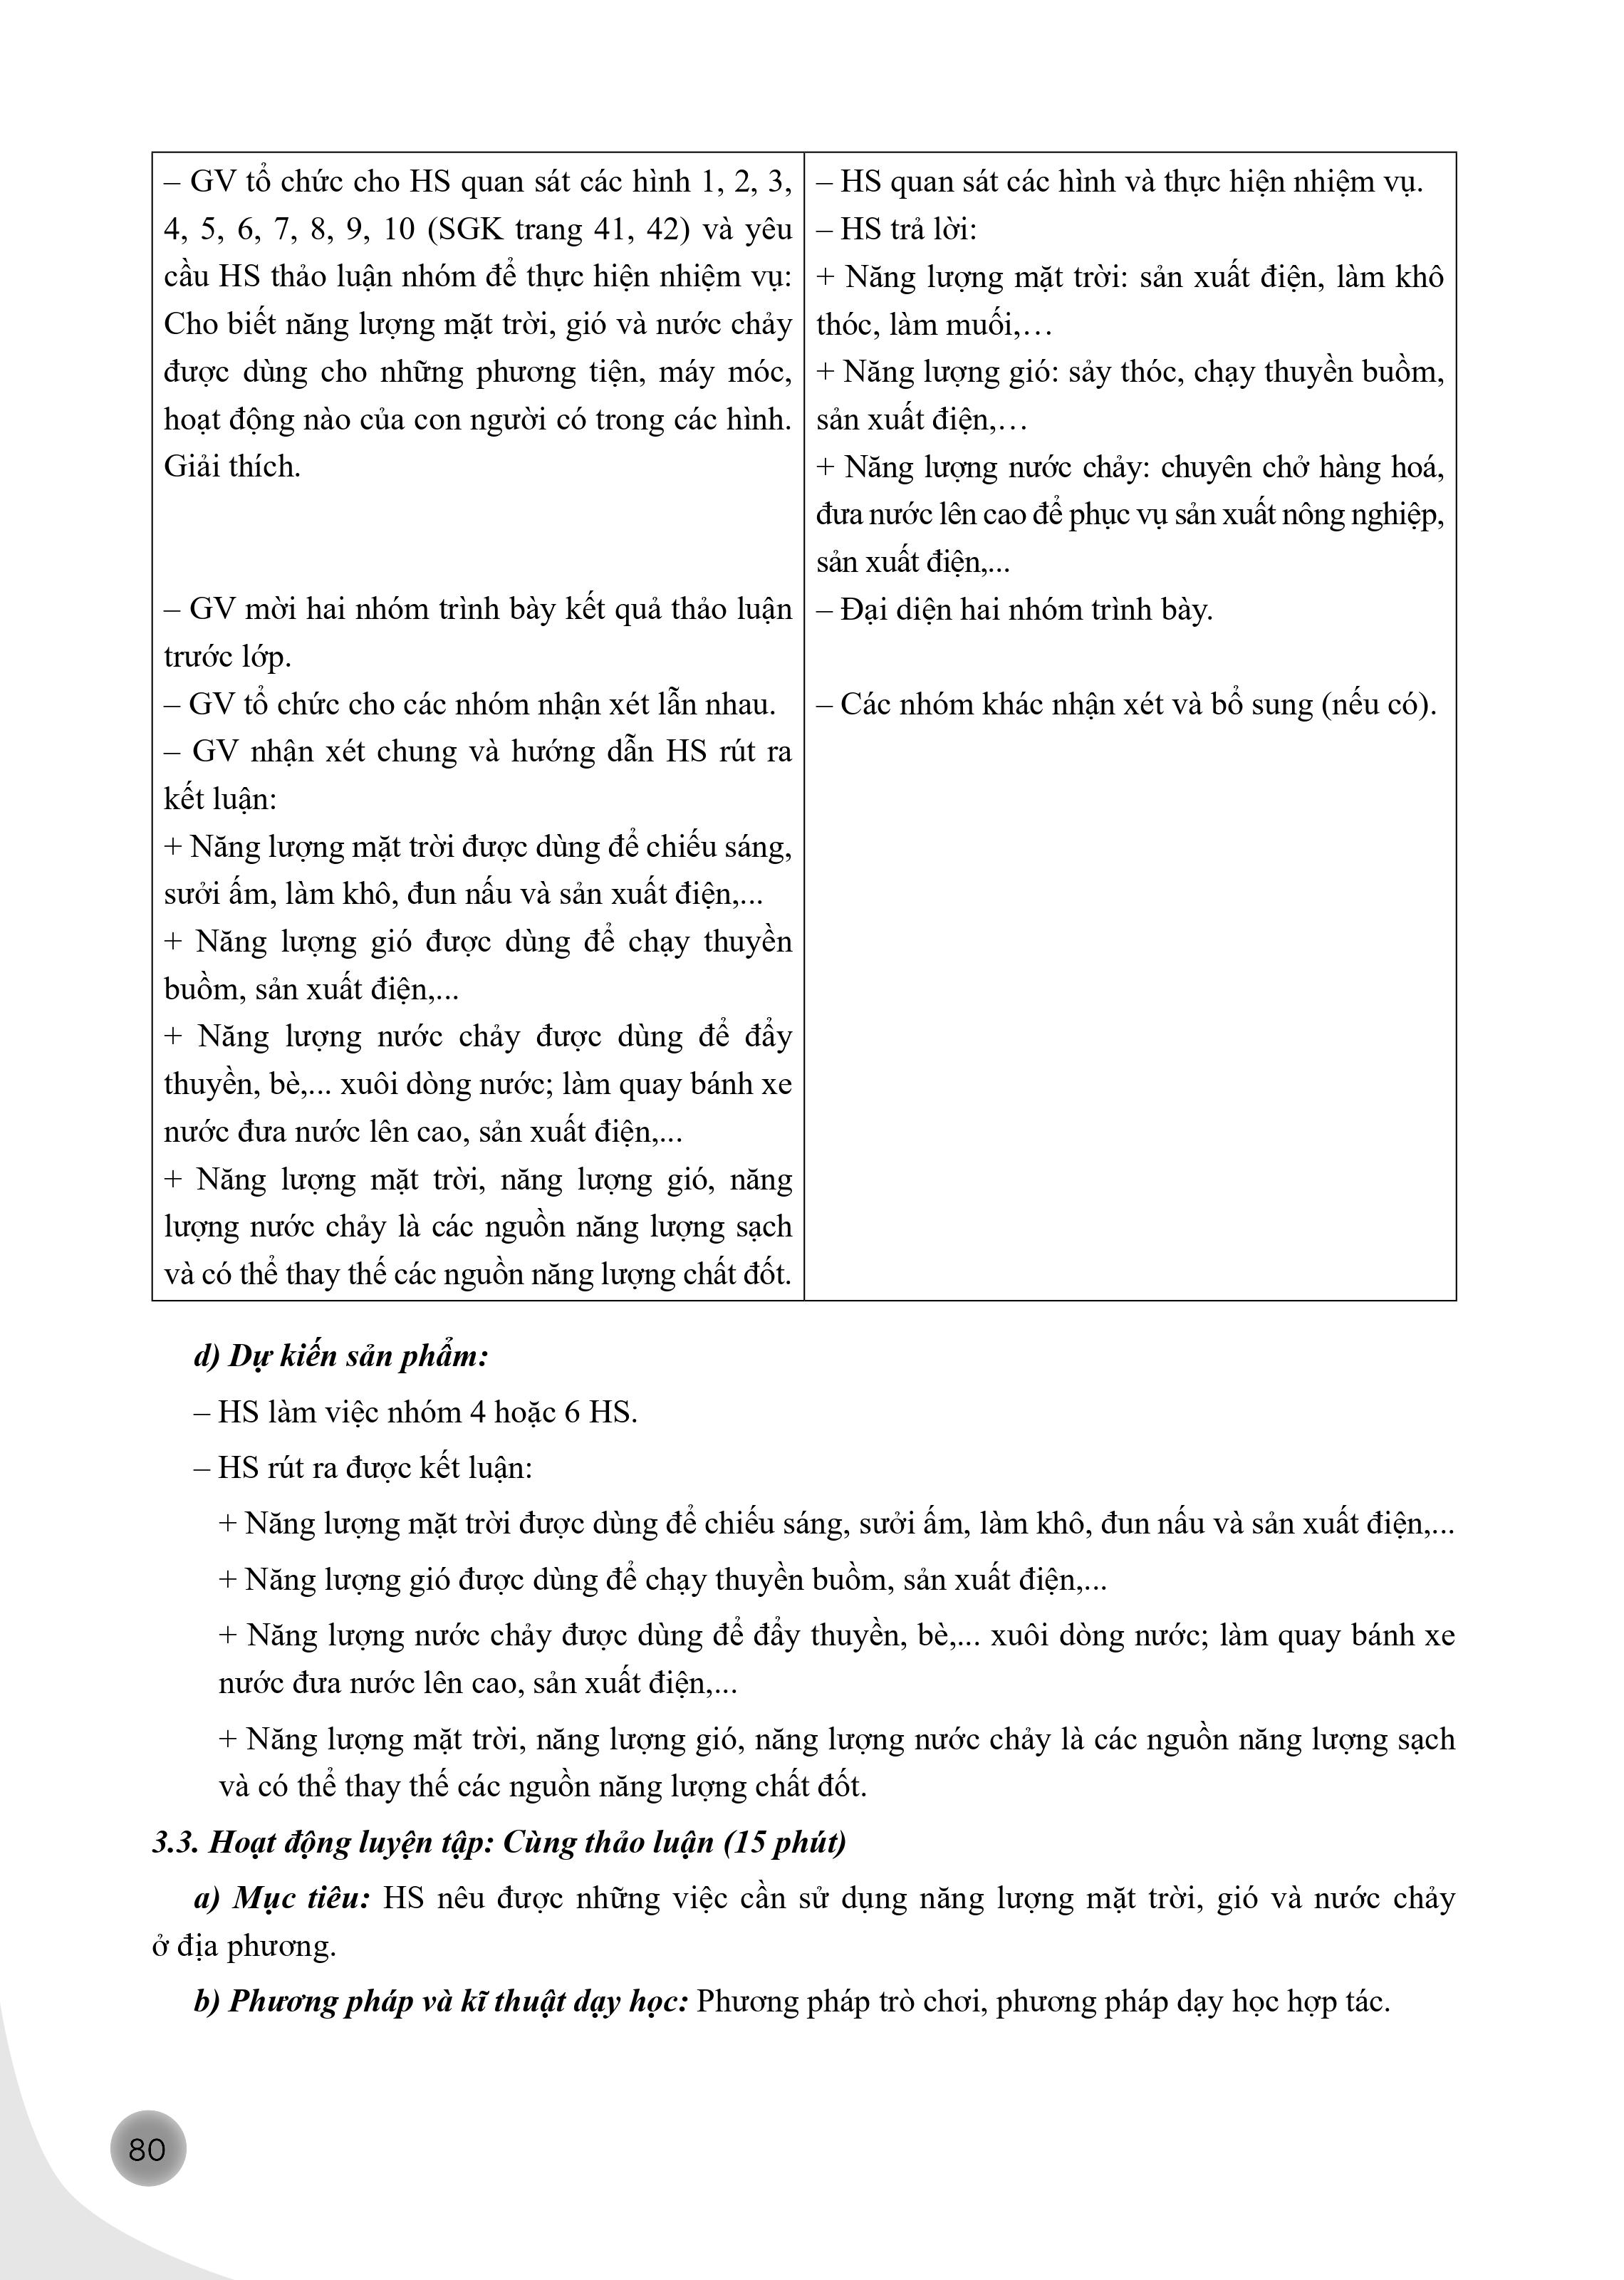 – GV tổ chức cho HS quan sát các hình 1, 2, 3,
4, 5, 6, 7, 8, 9, 10 (SGK trang 41, 42) và yêu
cầu HS thảo luận nhóm để thực hiện nhiệm vụ:
Cho biết năng lượng mặt trời, gió và nước chảy
được dùng cho những phương tiện, máy móc,
hoạt động nào của con người có trong các hình.
Giải thích.
– GV mời hai nhóm trình bày kết quả thảo luận
trước lớp.
– GV tổ chức cho các nhóm nhận xét lẫn nhau.
– GV nhận xét chung và hướng dẫn HS rút ra
kết luận:
+ Năng lượng mặt trời được dùng để chiếu sáng,
sưởi ấm, làm khô, đun nấu và sản xuất điện,...
+ Năng lượng gió được dùng để chạy thuyền
buồm, sản xuất điện,...
+ Năng lượng nước chảy được dùng để đẩy
thuyền, bè,... xuôi dòng nước; làm quay bánh xe
nước đưa nước lên cao, sản xuất điện,...
+ Năng lượng mặt trời, năng lượng gió, năng
lượng nước chảy là các nguồn năng lượng sạch
và có thể thay thế các nguồn năng lượng chất đốt.
– HS quan sát các hình và thực hiện nhiệm vụ.
– HS trả lời:
+ Năng lượng mặt trời: sản xuất điện, làm khô
thóc, làm muối,…
+ Năng lượng gió: sảy thóc, chạy thuyền buồm,
sản xuất điện,…
+ Năng lượng nước chảy: chuyên chở hàng hoá,
đưa nước lên cao để phục vụ sản xuất nông nghiệp,
sản xuất điện,...
– Đại diện hai nhóm trình bày.
– Các nhóm khác nhận xét và bổ sung (nếu có).
d) Dự kiến sản phẩm:
– HS làm việc nhóm 4 hoặc 6 HS.
– HS rút ra được kết luận:
+ Năng lượng mặt trời được dùng để chiếu sáng, sưởi ấm, làm khô, đun nấu và sản xuất điện,...
+ Năng lượng gió được dùng để chạy thuyền buồm, sản xuất điện,...
+ Năng lượng nước chảy được dùng để đẩy thuyền, bè,... xuôi dòng nước; làm quay bánh xe
nước đưa nước lên cao, sản xuất điện,...
+ Năng lượng mặt trời, năng lượng gió, năng lượng nước chảy là các nguồn năng lượng sạch
và có thể thay thế các nguồn năng lượng chất đốt.
3.3. Hoạt động luyện tập: Cùng thảo luận (15 phút)
a) Mục tiêu: HS nêu được những việc cần sử dụng năng lượng mặt trời, gió và nước chảy
ở địa phương.
b) Phương pháp và kĩ thuật dạy học: Phương pháp trò chơi, phương pháp dạy học hợp tác.
80